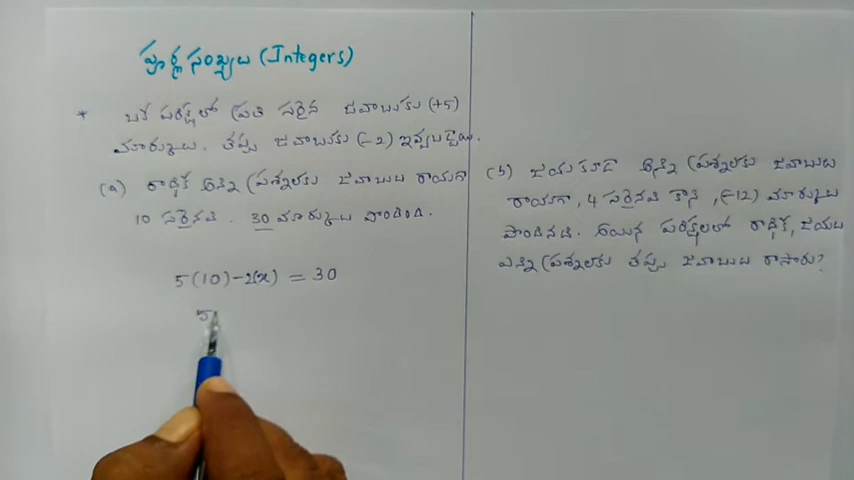 పూర్ణ సంఖ్యలు (Integers)
* ఒక పరీక్షలో ప్రతి సరైన జవాబుకు (+5)
మార్కులు. తప్పు జవాబుకు (-2) ఇవ్వబడ్డాయి.
(a) రాధిక అన్ని ప్రశ్నలకు జవాబులు రాయగా
10 సరైనవి. 30 మార్కులు పొందింది.
5(10)-2(x) = 30
5
(b) జయ కూడా అన్ని ప్రశ్నలకు జవాబులు
రాయగా, 4 సరైనవి కాని, (-12) మార్కులు
పొందినది. అయిన పరీక్షలలో రాధిక, జయలు
ఎన్ని ప్రశ్నలకు తప్పు జవాబులు రాసారు?